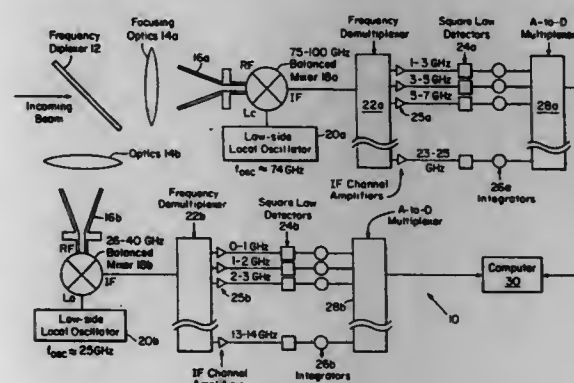 Frequency
Diplexer 12
Focusing
Optics 14a
16a
RF
75-100 GHz
Balanced
Mixer 18a
IF
Lo
Low-side
Local Oscillator
20a
fosc ≈ 74 GHz
Frequency
Demultiplexer
22a
Square Law
Detectors
24a
A-to-D
Multiplexer
1-3 GHz
3-5 GHz
5-7 GHz
25a
28a
23-25
GHz
IF Channel
Amplifiers
26a
Integrators
Incoming
Beam
Optics 14b
16b
RF
26-40 GHz
Balanced
Mixer 18b
IF
Lo
Low-side
Local Oscillator
20b
fosc ≈ 25GHz
Frequency
Demultiplexer
22b
Square Law
Detectors
24b
A-to-D
Multiplexer
0-1 GHz
1-2 GHz
2-3 GHz
25b
28b
13-14 GHz
IF Channel
26b
Integrators
10
Computer
30